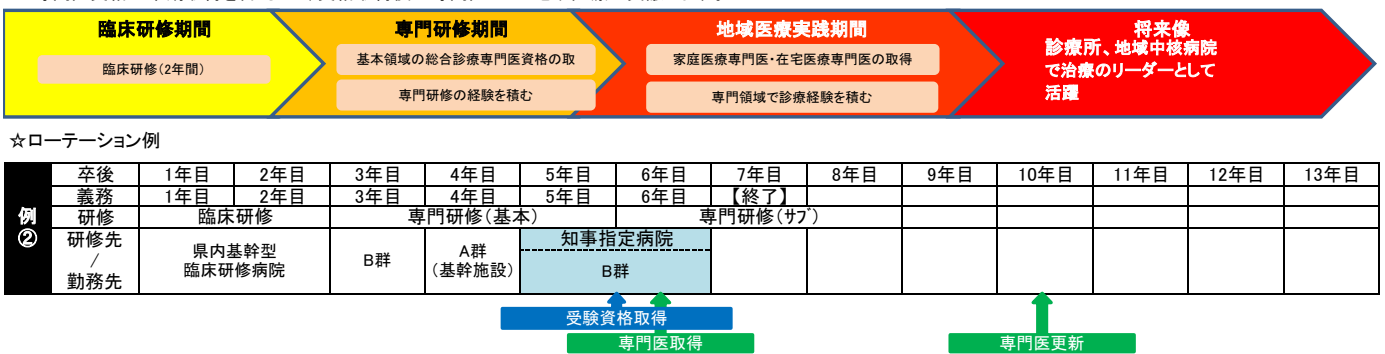 臨床研修期間
臨床研修(2年間)
専門研修期間
基本領域の総合診療専門医資格の取
専門研修の経験を積む
地域医療実践期間
家庭医療専門医・在宅医療専門医の取得
専門領域で診療経験を積む
将来像
診療所、地域中核病院
で治療のリーダーとして
活躍
☆ローテーション例
例②
卒後 1年目 2年目 3年目 4年目 5年目 6年目 7年目 8年目 9年目 10年目 11年目 12年目 13年目
義務 1年目 2年目 3年目 4年目 5年目 6年目 【終了】
研修 臨床研修 専門研修(基本) 専門研修(サブ)
研修先
/
勤務先
県内基幹型
臨床研修病院
B群
A群
(基幹施設)
知事指定病院
B群
受験資格取得
専門医取得
専門医更新